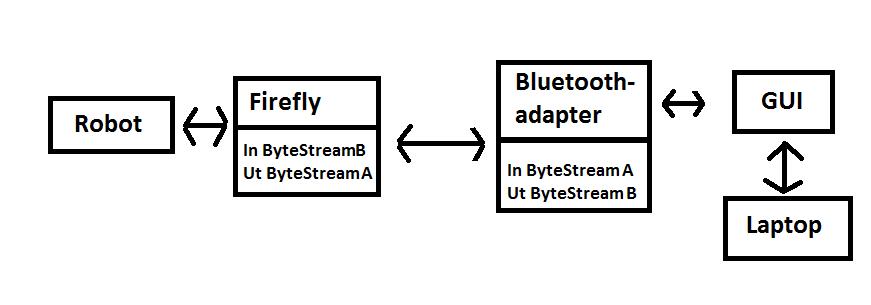 Robot
Firefly
In ByteStreamB
Ut ByteStreamA
Bluetooth-
adapter
In ByteStream A
Ut ByteStream B
GUI
Laptop